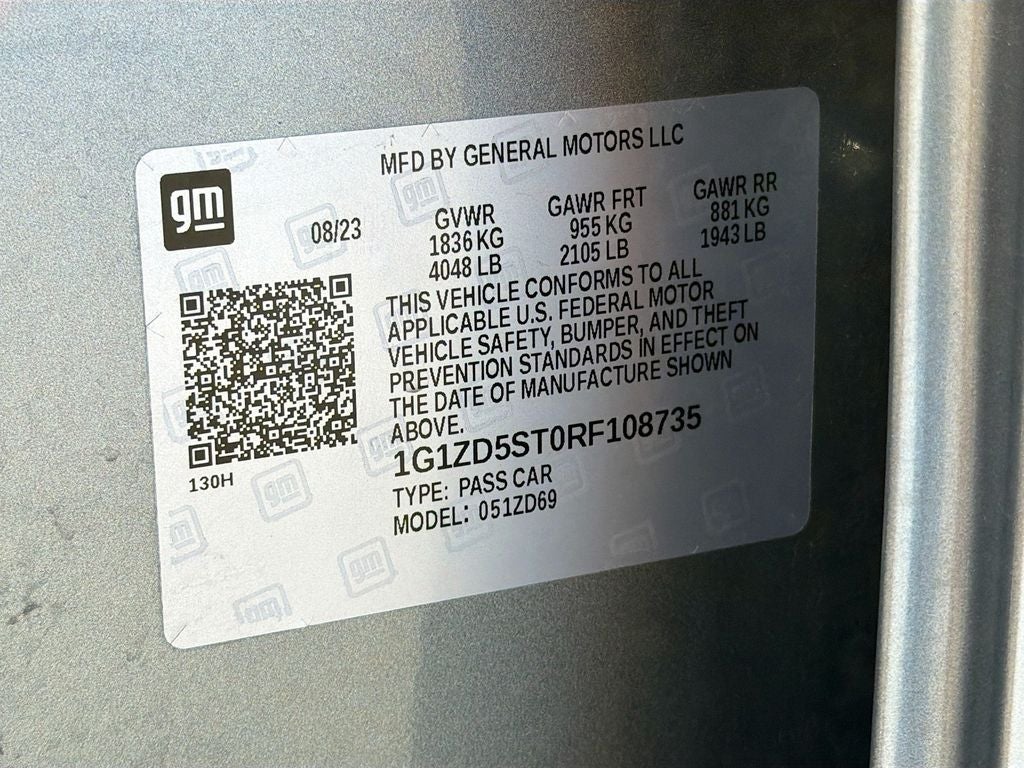 MFD BY GENERAL MOTORS LLC
gm
08/23
GVWR GAWR FRT GAWR RR
1836 KG 955 KG 881 KG
4048 LB 2105 LB 1943 LB
THIS VEHICLE CONFORMS TO ALL
APPLICABLE U.S. FEDERAL MOTOR
VEHICLE SAFETY, BUMPER, AND THEFT
PREVENTION STANDARDS IN EFFECT ON
THE DATE OF MANUFACTURE SHOWN
ABOVE.
130H
1G1ZD5ST0RF108735
TYPE: PASS CAR
MODEL: 051ZD69